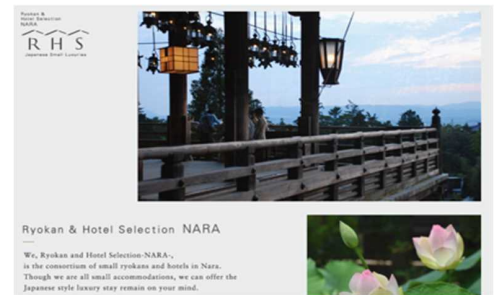 Ryokan &
Hotel Selection
NARA
RHS
Japanese Small Luxuries
Ryokan & Hotel Selection NARA
We, Ryokan and Hotel Selection-NARA-,
is the consortium of small ryokans and hotels in Nara.
Though we are all small accommodations, we can offer the
Japanese style luxury stay remain on your mind.